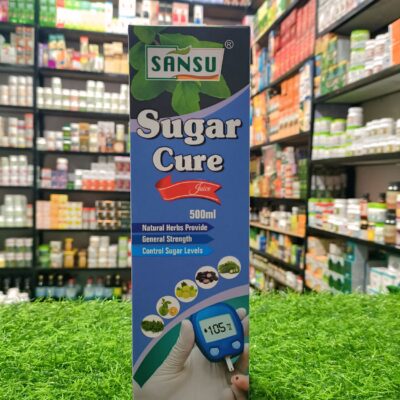 SANSU®
Sugar
Cure
Juice
500ml
Natural Herbs Provide
General Strength
Control Sugar Levels
105